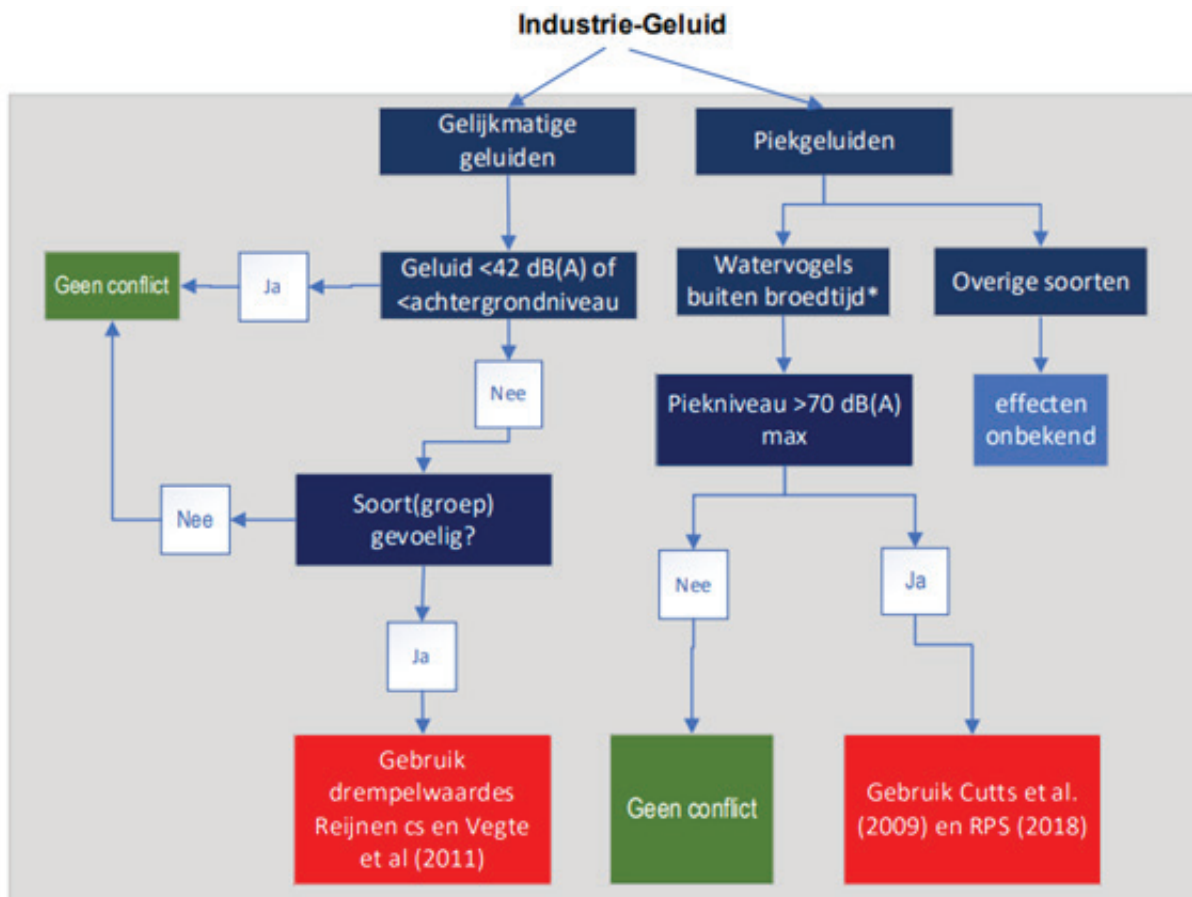 Industrie-Geluid
Gelijkmatige
geluiden
Piekgeluiden
Geen conflict
Ja
Geluid <42 dB(A) of
<achtergrondniveau
Watervogels
buiten broedtijd*
Overige soorten
Nee
Piekniveau >70 dB(A)
max
effecten
onbekend
Nee
Soort(groep)
gevoelig?
Nee
Ja
Ja
Gebruik
drempelwaardes
Reijnen cs en Vegte
et al (2011)
Geen conflict
Gebruik Cutts et al.
(2009) en RPS (2018)